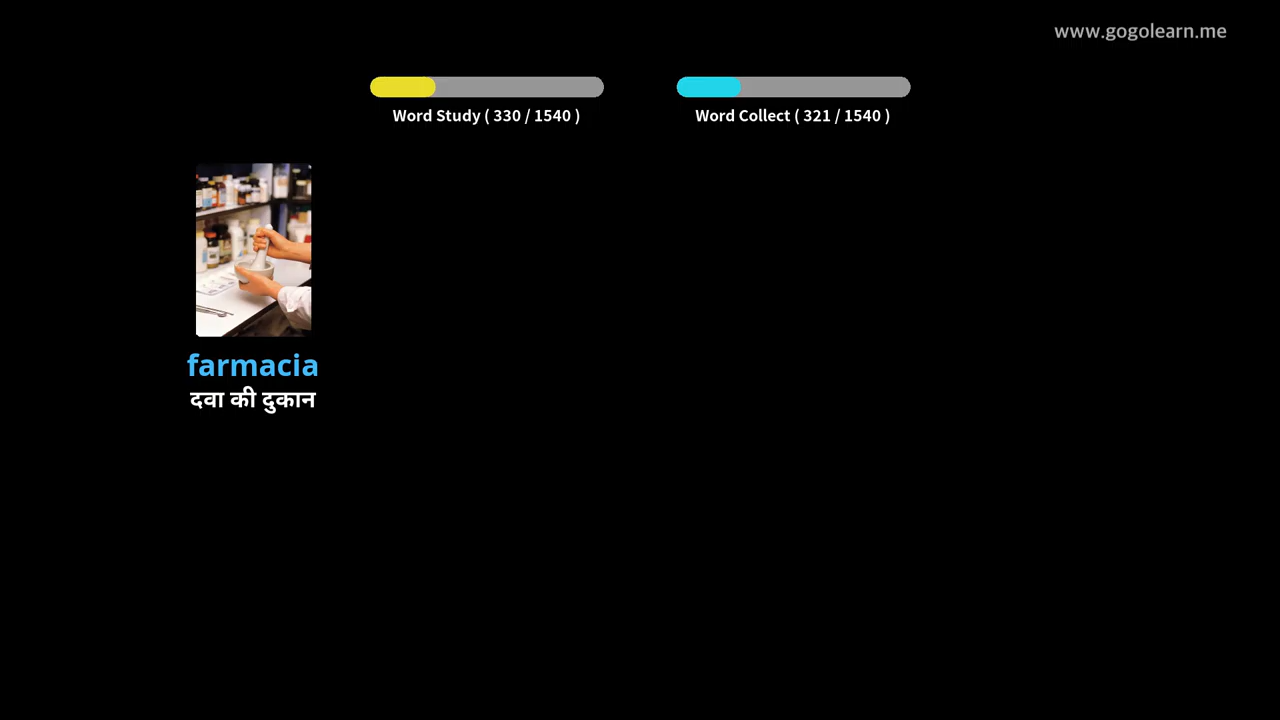 www.gogolearn.me
Word Study ( 330 / 1540 )
Word Collect ( 321 / 1540 )
farmacia
दवा की दुकान